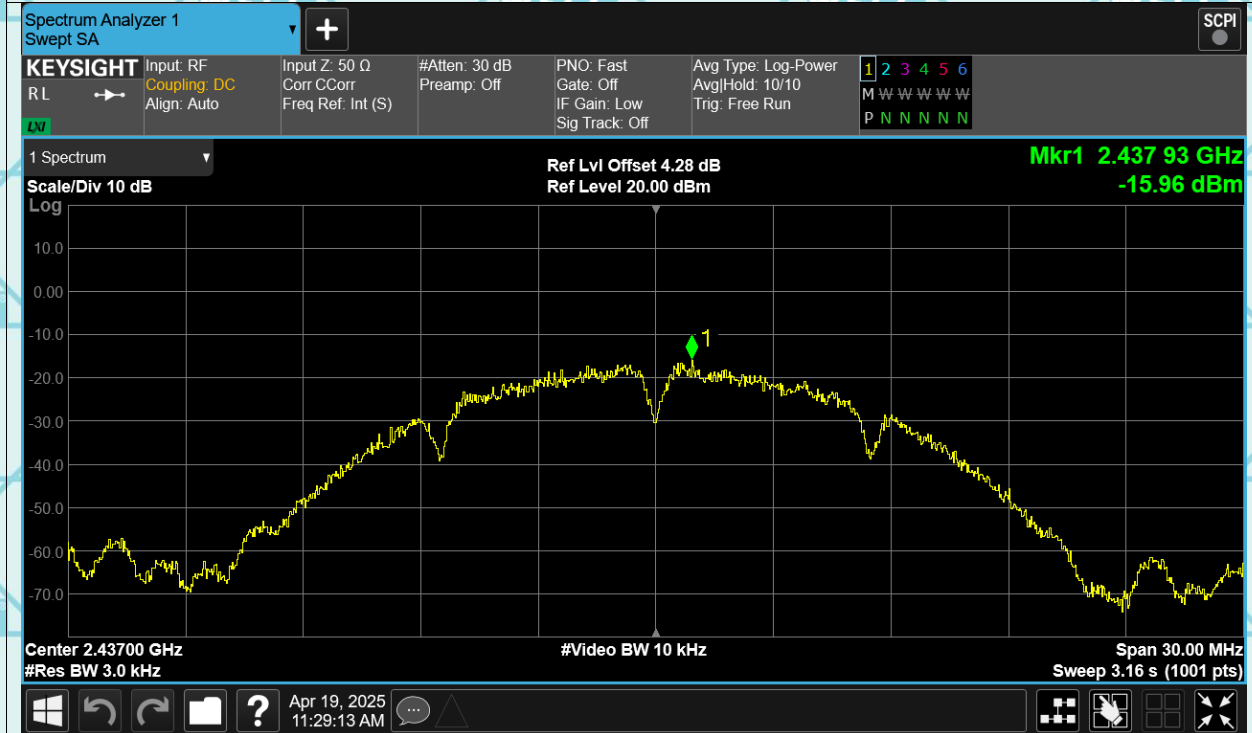 Spectrum Analyzer 1
Swept SA
SCPI
KEYSIGHT
RL
LXI
Input: RF
Coupling: DC
Align: Auto
Input Z: 50 Ω
Corr CCorr
Freq Ref: Int (S)
#Atten: 30 dB
Preamp: Off
PNO: Fast
Gate: Off
IF Gain: Low
Sig Track: Off
Avg Type: Log-Power
Avg|Hold: 10/10
Trig: Free Run
1 2 3 4 5 6
M W W W W W
P N N N N N
1 Spectrum
Scale/Div 10 dB
Ref Lvl Offset 4.28 dB
Ref Level 20.00 dBm
Mkr1 2.437 93 GHz
-15.96 dBm
Log
10.0
0.00
-10.0
-20.0
-30.0
-40.0
-50.0
-60.0
-70.0
1
Center 2.43700 GHz
#Res BW 3.0 kHz
#Video BW 10 kHz
Span 30.00 MHz
Sweep 3.16 s (1001 pts)
?
Apr 19, 2025
11:29:13 AM